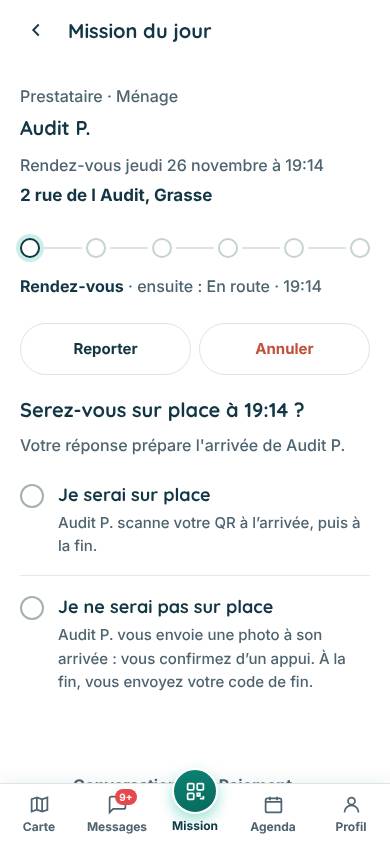 Mission du jour
Prestataire · Ménage
Audit P.
Rendez-vous jeudi 26 novembre à 19:14
2 rue de l Audit, Grasse
Rendez-vous · ensuite : En route · 19:14
Reporter
Annuler
Serez-vous sur place à 19:14 ?
Votre réponse prépare l'arrivée de Audit P.
Je serai sur place
Audit P. scanne votre QR à l’arrivée, puis à
la fin.
Je ne serai pas sur place
Audit P. vous envoie une photo à son
arrivée : vous confirmez d’un appui. À la
fin, vous envoyez votre code de fin.
9+
Carte
Messages
Mission
Agenda
Profil